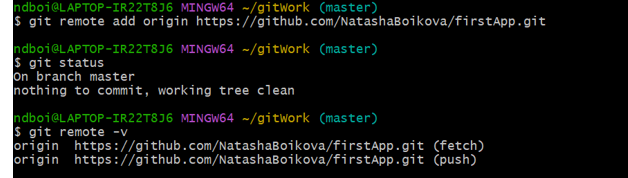 ndboi@LAPTOP-IR22T8J6 MINGW64 ~/gitWork (master)
$ git remote add origin https://github.com/NatashaBoikova/firstApp.git
ndboi@LAPTOP-IR22T8J6 MINGW64 ~/gitWork (master)
$ git status
On branch master
nothing to commit, working tree clean
ndboi@LAPTOP-IR22T8J6 MINGW64 ~/gitWork (master)
$ git remote -v
origin  https://github.com/NatashaBoikova/firstApp.git (fetch)
origin  https://github.com/NatashaBoikova/firstApp.git (push)